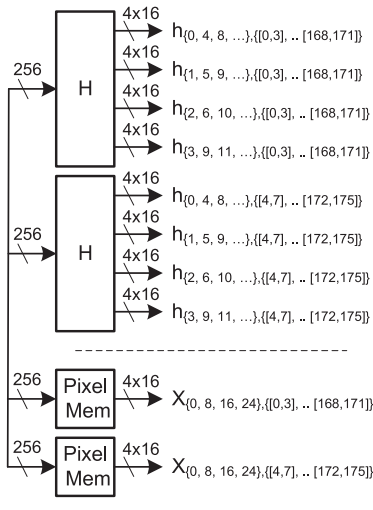 4x16
h{0, 4, 8, ...},{[0,3], .. [168,171]}
256
4x16
h{1, 5, 9, ...},{[0,3], .. [168,171]}
H
4x16
h{2, 6, 10, ...},{[0,3], .. [168,171]}
4x16
h{3, 9, 11, ...},{[0,3], .. [168,171]}
4x16
h{0, 4, 8, ...},{[4,7], .. [172,175]}
256
4x16
h{1, 5, 9, ...},{[4,7], .. [172,175]}
H
4x16
h{2, 6, 10, ...},{[4,7], .. [172,175]}
4x16
h{3, 9, 11, ...},{[4,7], .. [172,175]}
256
Pixel
Mem
4x16
X{0, 8, 16, 24},{[0,3], .. [168,171]}
256
Pixel
Mem
4x16
X{0, 8, 16, 24},{[4,7], .. [172,175]}